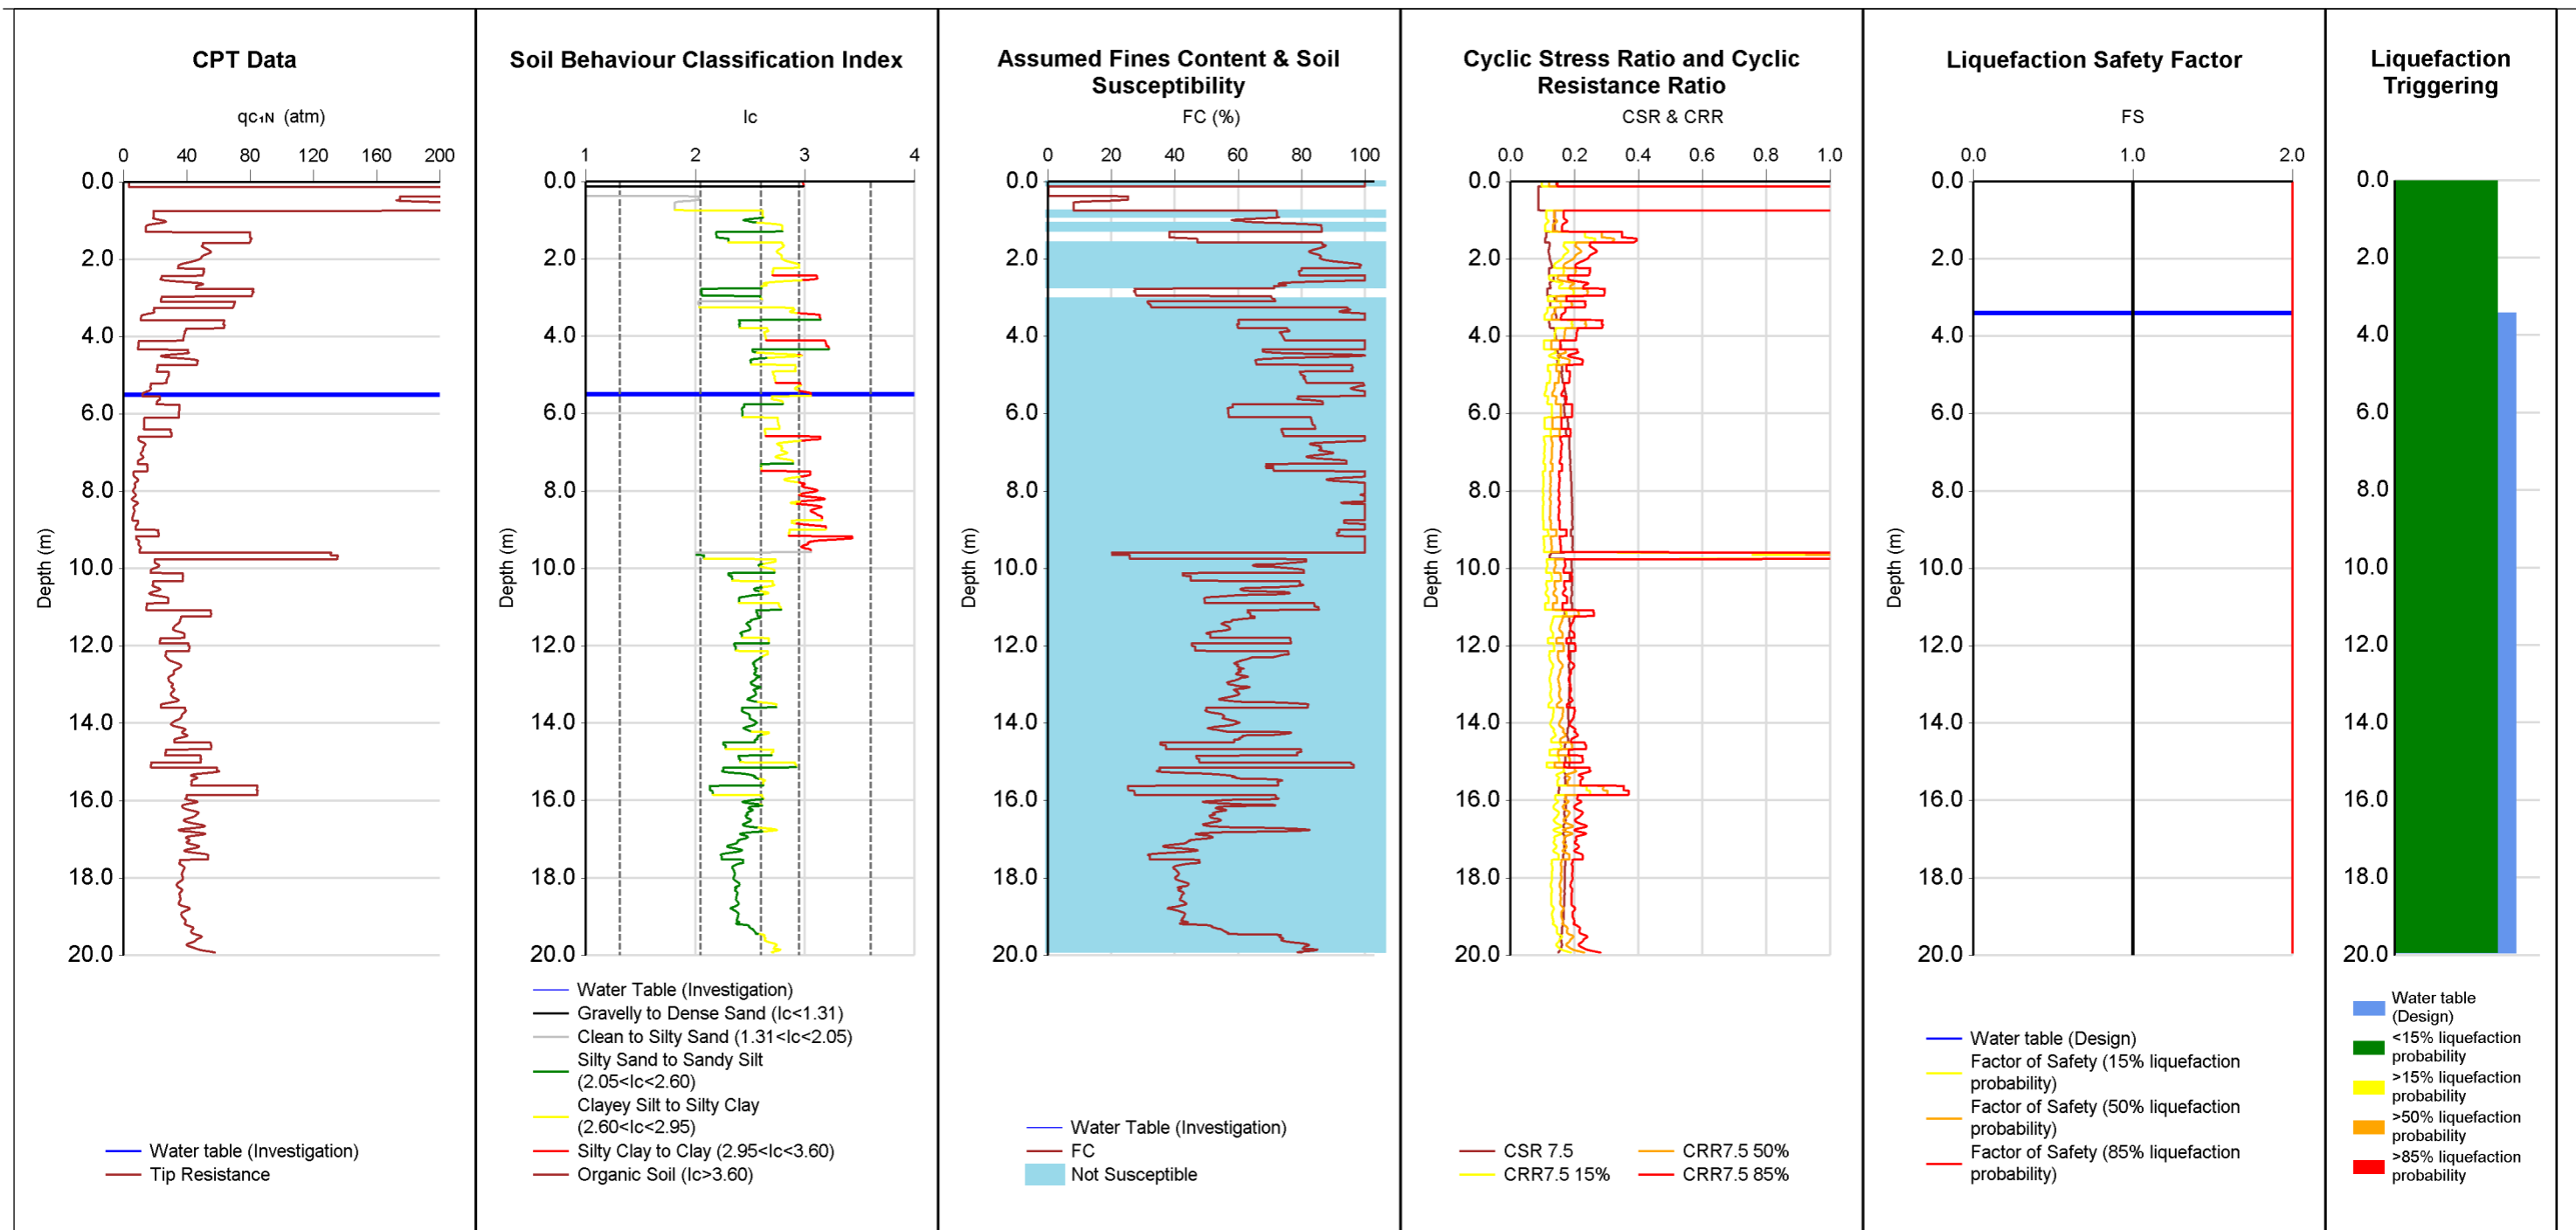 CPT Data
qc₁N (atm)
0 40 80 120 160 200
0.0
2.0
4.0
6.0
8.0
10.0
12.0
14.0
16.0
18.0
20.0
Depth (m)
Water table (Investigation)
Tip Resistance
Soil Behaviour Classification Index
Ic
1 2 3 4
0.0
2.0
4.0
6.0
8.0
10.0
12.0
14.0
16.0
18.0
20.0
Depth (m)
Water Table (Investigation)
Gravelly to Dense Sand (Ic<1.31)
Clean to Silty Sand (1.31<Ic<2.05)
Silty Sand to Sandy Silt
(2.05<Ic<2.60)
Clayey Silt to Silty Clay
(2.60<Ic<2.95)
Silty Clay to Clay (2.95<Ic<3.60)
Organic Soil (Ic>3.60)
Assumed Fines Content & Soil
Susceptibility
FC (%)
0 20 40 60 80 100
0.0
2.0
4.0
6.0
8.0
10.0
12.0
14.0
16.0
18.0
20.0
Depth (m)
Water Table (Investigation)
FC
Not Susceptible
Cyclic Stress Ratio and Cyclic
Resistance Ratio
CSR & CRR
0.0 0.2 0.4 0.6 0.8 1.0
0.0
2.0
4.0
6.0
8.0
10.0
12.0
14.0
16.0
18.0
20.0
Depth (m)
CSR 7.5 CRR7.5 50%
CRR7.5 15% CRR7.5 85%
Liquefaction Safety Factor
FS
0.0 1.0 2.0
0.0
2.0
4.0
6.0
8.0
10.0
12.0
14.0
16.0
18.0
20.0
Depth (m)
Water table (Design)
Factor of Safety (15% liquefaction
probability)
Factor of Safety (50% liquefaction
probability)
Factor of Safety (85% liquefaction
probability)
Liquefaction
Triggering
0.0
2.0
4.0
6.0
8.0
10.0
12.0
14.0
16.0
18.0
20.0
Water table
(Design)
<15% liquefaction
probability
>15% liquefaction
probability
>50% liquefaction
probability
>85% liquefaction
probability